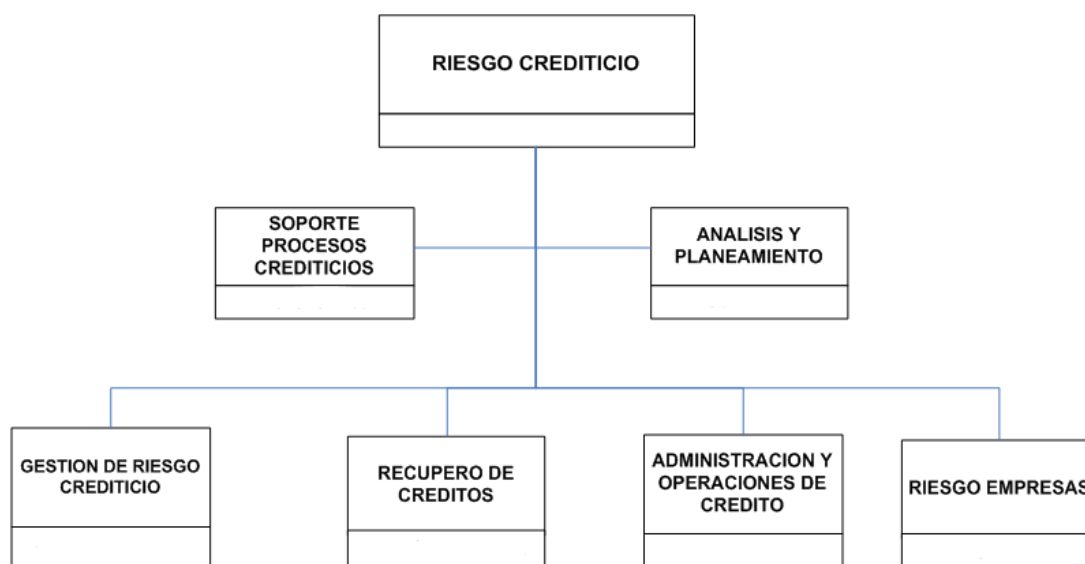 RIESGO CREDITICIO
SOPORTE
PROCESOS
CREDITICIOS
ANALISIS Y
PLANEAMIENTO
GESTION DE RIESGO
CREDITICIO
RECUPERO DE
CREDITOS
ADMINISTRACION Y
OPERACIONES DE
CREDITO
RIESGO EMPRESAS